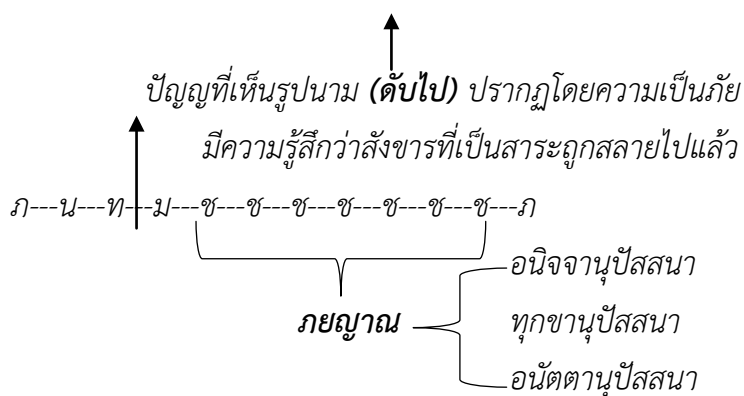 ปัญญที่เห็นรูปนาม (ดับไป) ปรากฏโดยความเป็นภัย
มีความรู้สึกว่าสังขารที่เป็นสาระถูกสลายไปแล้ว
ภ---น---ท---ม---ช---ช---ช---ช---ช---ช---ช---ภ
อนิจจานุปัสสนา
ภยญาณ ทุกขานุปัสสนา
อนัตตานุปัสสนา